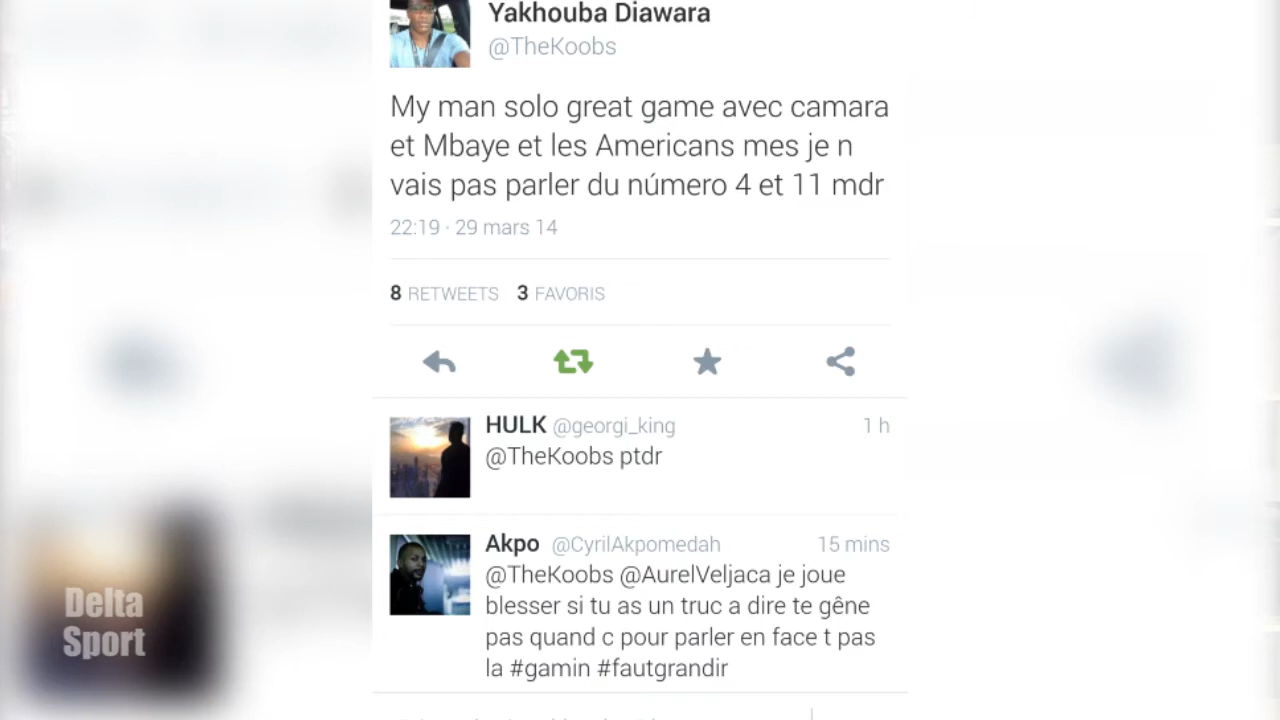 Yakhouba Diawara
@TheKoobs
My man solo great game avec camara
et Mbaye et les Americans mes je n
vais pas parler du número 4 et 11 mdr
22:19 · 29 mars 14
8 RETWEETS 3 FAVORIS
HULK @georgi_king 1 h
@TheKoobs ptdr
Akpo @CyrilAkpomedah 15 mins
@TheKoobs @AurelVeljaca je joue
blesser si tu as un truc a dire te gêne
pas quand c pour parler en face t pas
la #gamin #fautgrandir
Delta
Sport